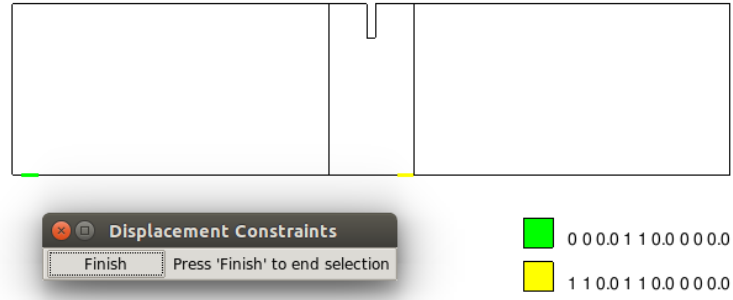 Displacement Constraints
Finish Press 'Finish' to end selection
0 0 0.0 1 1 0.0 0 0 0.0
1 1 0.0 1 1 0.0 0 0 0.0